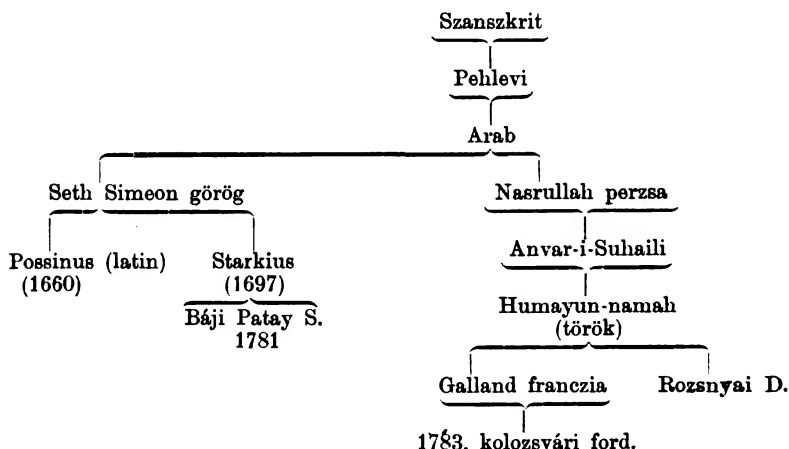 Szanszkrit
Pehlevi
Arab
Seth Simeon görög
Nasrullah perzsa
Possinus (latin)
(1660)
Starkius
(1697)
Báji Patay S.
1781
Anvar-i-Suhaili
Humayun-namah
(török)
Galland franczia
Rozsnyai D.
1783. kolozsvári ford.